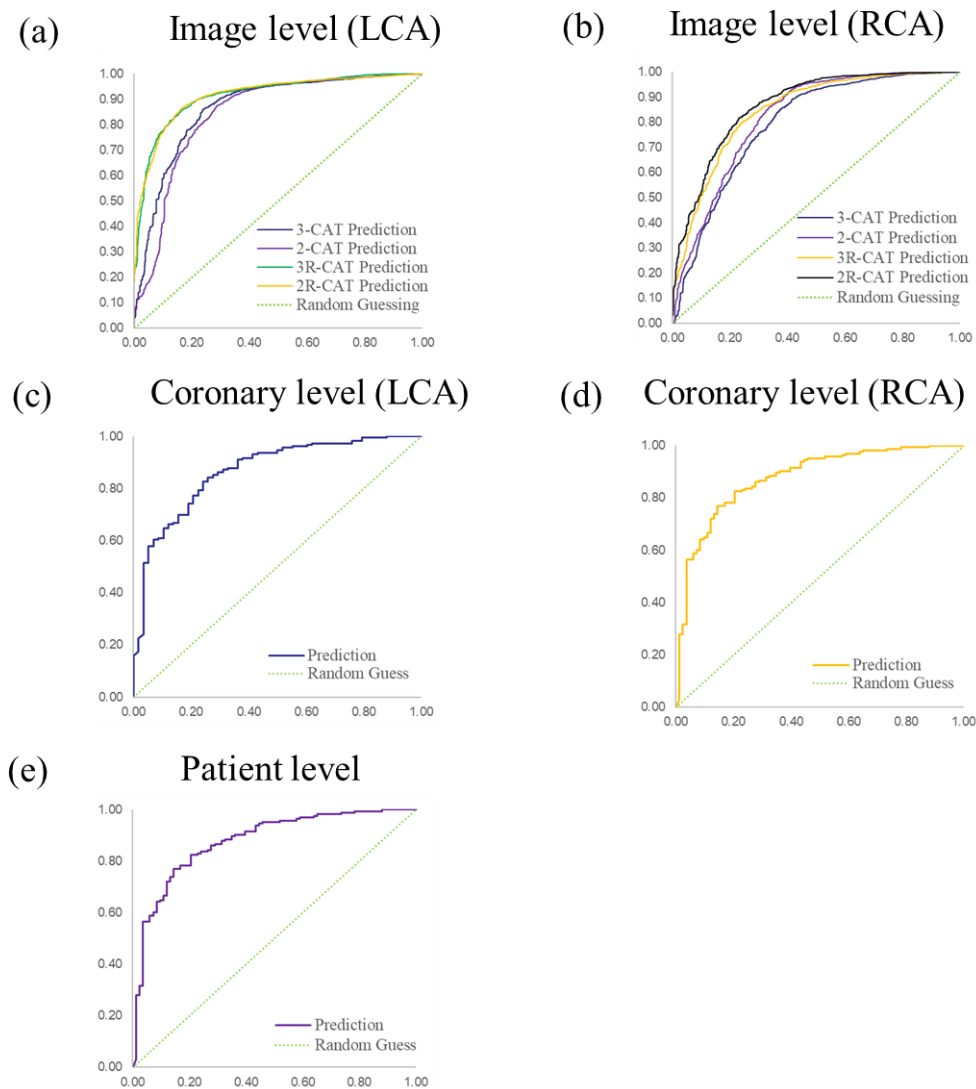 (a) Image level (LCA)
1.00
0.90
0.80
0.70
0.60
0.50
0.40
0.30
0.20
0.10
0.00
3-CAT Prediction
2-CAT Prediction
3R-CAT Prediction
2R-CAT Prediction
Random Guessing
0.00 0.20 0.40 0.60 0.80 1.00
(b) Image level (RCA)
1.00
0.90
0.80
0.70
0.60
0.50
0.40
0.30
0.20
0.10
0.00
3-CAT Prediction
2-CAT Prediction
3R-CAT Prediction
2R-CAT Prediction
Random Guessing
0.00 0.20 0.40 0.60 0.80 1.00
(c) Coronary level (LCA)
1.00
0.80
0.60
0.40
0.20
0.00
Prediction
Random Guess
0.00 0.20 0.40 0.60 0.80 1.00
(d) Coronary level (RCA)
1.00
0.80
0.60
0.40
0.20
0.00
Prediction
Random Guess
0.00 0.20 0.40 0.60 0.80 1.00
(e) Patient level
1.00
0.80
0.60
0.40
0.20
0.00
Prediction
Random Guess
0.00 0.20 0.40 0.60 0.80 1.00